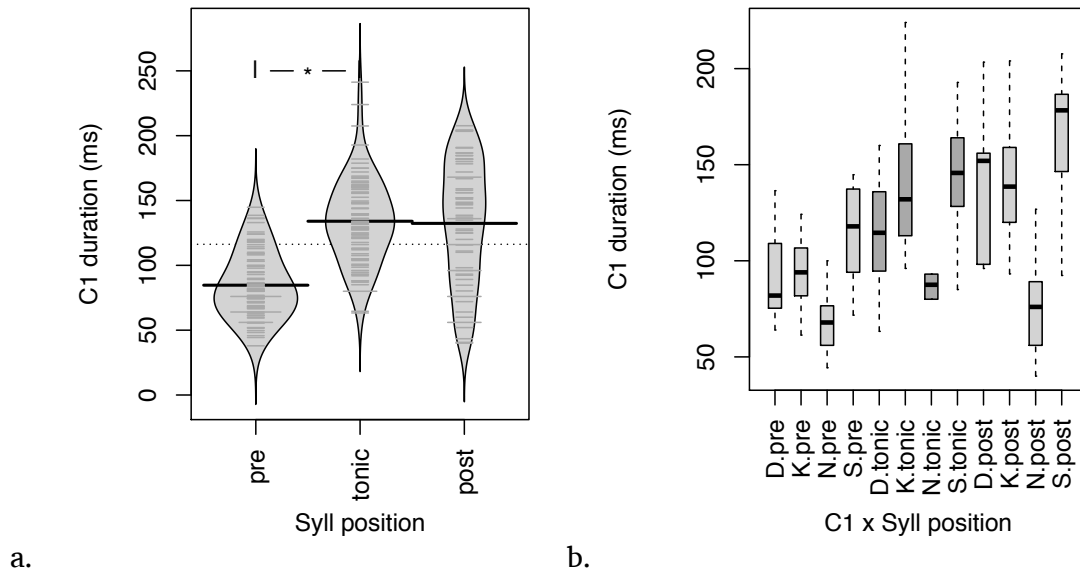 250
200
150
100
50
0
C1 duration (ms)
*
pre
tonic
post
Syll position
a.
200
150
100
50
C1 duration (ms)
D.pre
K.pre
N.pre
S.pre
D.tonic
K.tonic
N.tonic
S.tonic
D.post
K.post
N.post
S.post
C1 x Syll position
b.